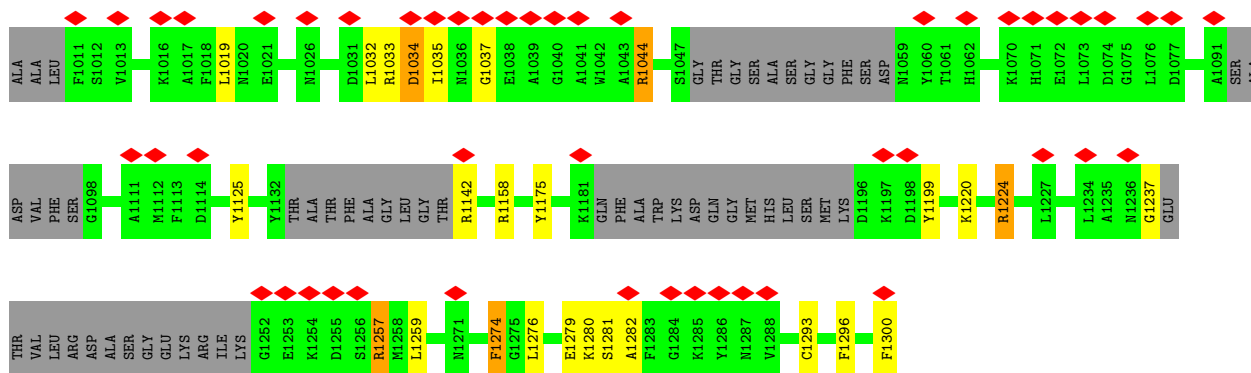 ALA ALA LEU F1011 S1012 V1013 K1016 A1017 F1018 L1019 N1020 E1021 N1026 D1031 L1032 R1033 D1034 I1035 N1036 G1037 E1038 A1039 G1040 A1041 W1042 A1043 R1044 S1047 GLY THR GLY SER ALA SER GLY GLY PHE SER ASP N1059 Y1060 T1061 H1062 K1070 H1071 E1072 L1073 D1074 G1075 L1076 D1077 A1091 SER
ASP VAL PHE SER G1098 A1111 M1112 F1113 D1114 Y1125 Y1132 THR ALA THR PHE ALA GLY LEU GLY THR R1142 R1158 Y1175 K1181 GLN PHE ALA TRP LYS ASP GLN GLY MET HIS LEU SER MET LYS D1196 K1197 D1198 Y1199 K1220 R1224 L1227 L1234 A1235 N1236 G1237 GLU
THR VAL LEU ARG ASP ALA SER GLY GLU LYS ARG ILE LYS G1252 E1253 K1254 D1255 S1256 R1257 M1258 L1259 N1271 F1274 G1275 L1276 E1279 K1280 S1281 A1282 F1283 G1284 K1285 Y1286 N1287 V1288 C1293 F1296 F1300